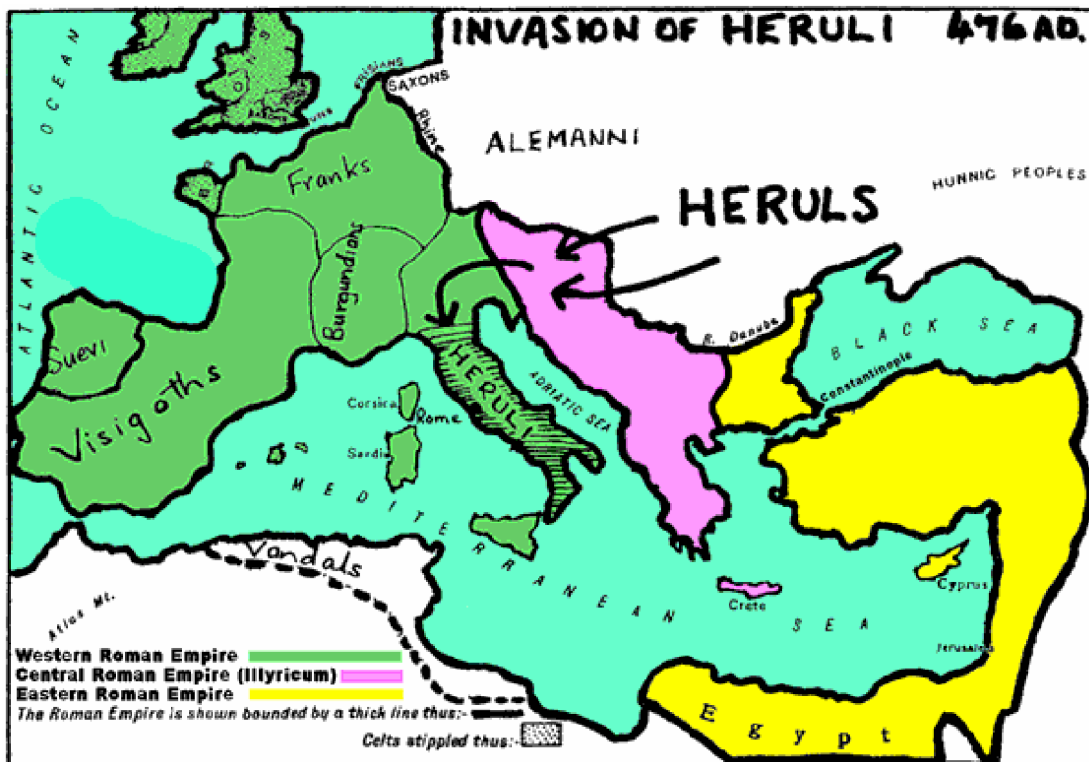 INVASION OF HERULI 476 AD.
ATLANTIC OCEAN
FRISIANS
SAXONS
Rhine
ALEMANNI
HUNNIC PEOPLES
HERULS
Franks
Burgundians
Suevi
Visigoths
HERULI
R. Danube
BLACK SEA
Constantinople
ADRIATIC SEA
Corsica
Rome
Sardi
MEDITERRANEAN SEA
Vandals
Crete
Cyprus
Jerusalem
Atlas Mt.
Egypt
Western Roman Empire
Central Roman Empire (Illyricum)
Eastern Roman Empire
The Roman Empire is shown bounded by a thick line thus:-
Celts stippled thus:-